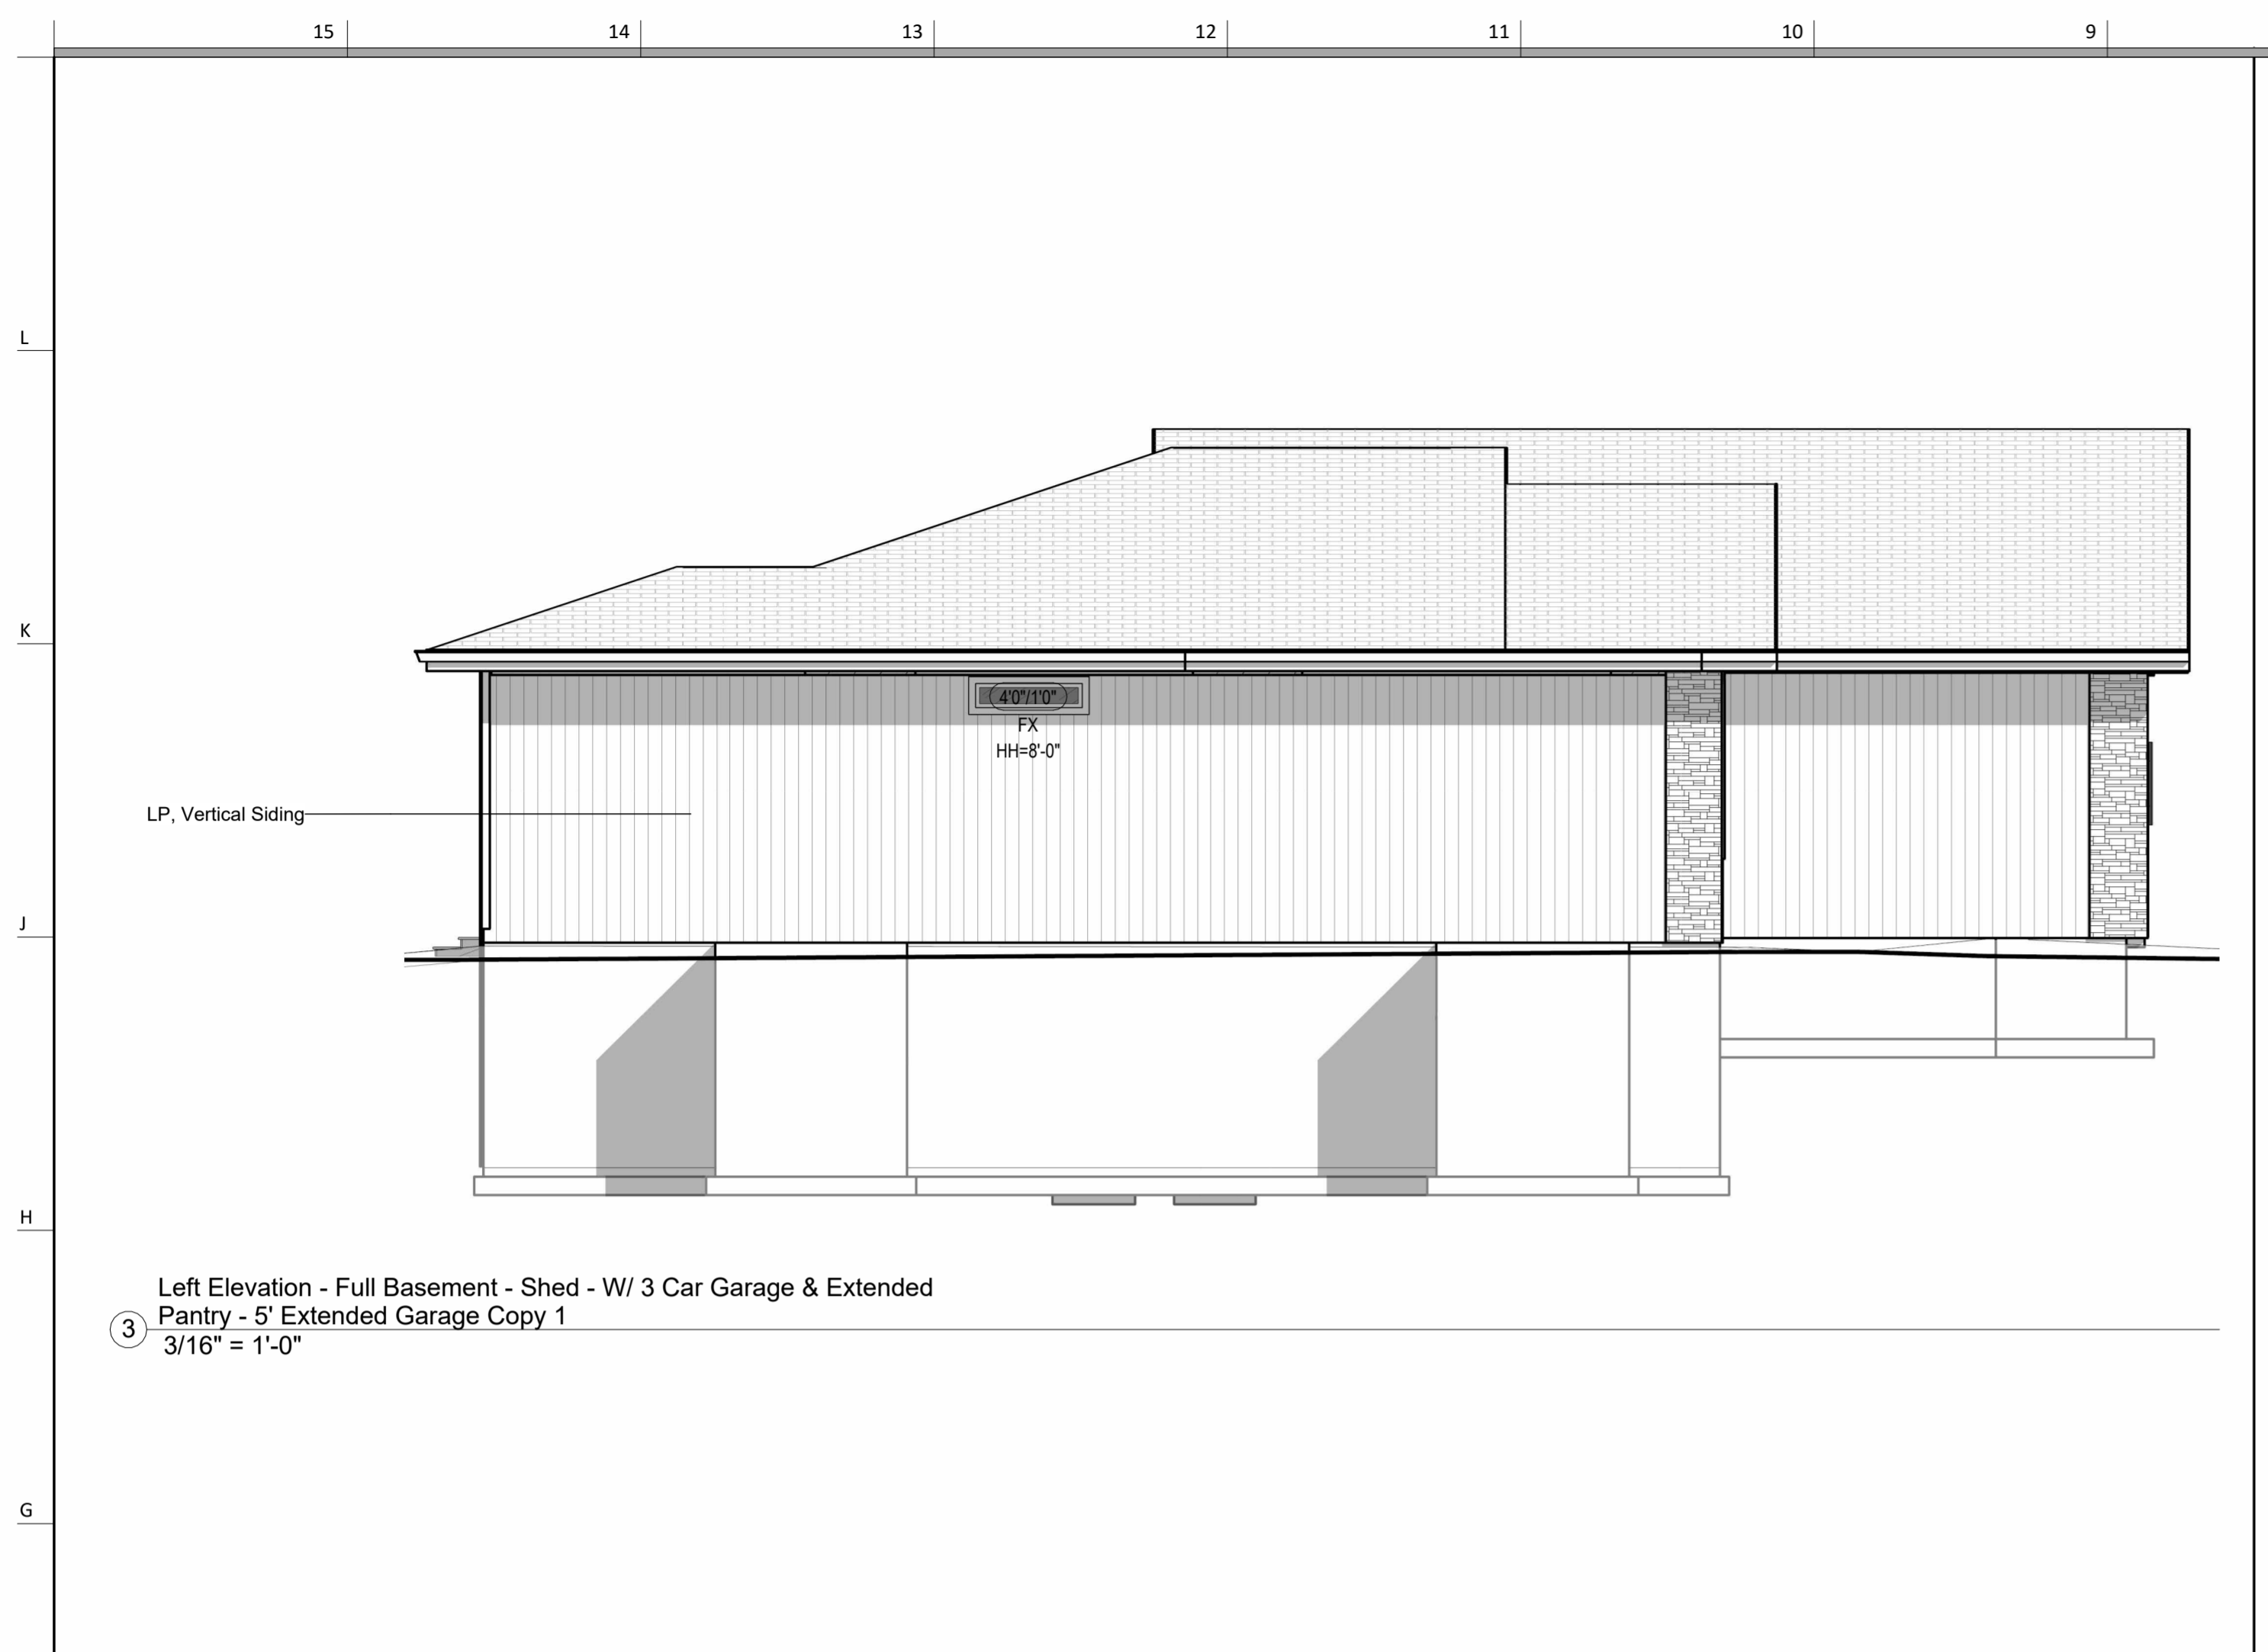 15 14 13 12 11 10 9
L
K
4'0"/1'0"
FX
HH=8'-0"
LP, Vertical Siding
J
H
Left Elevation - Full Basement - Shed - W/ 3 Car Garage & Extended
Pantry - 5' Extended Garage Copy 1
3
3/16" = 1'-0"
G